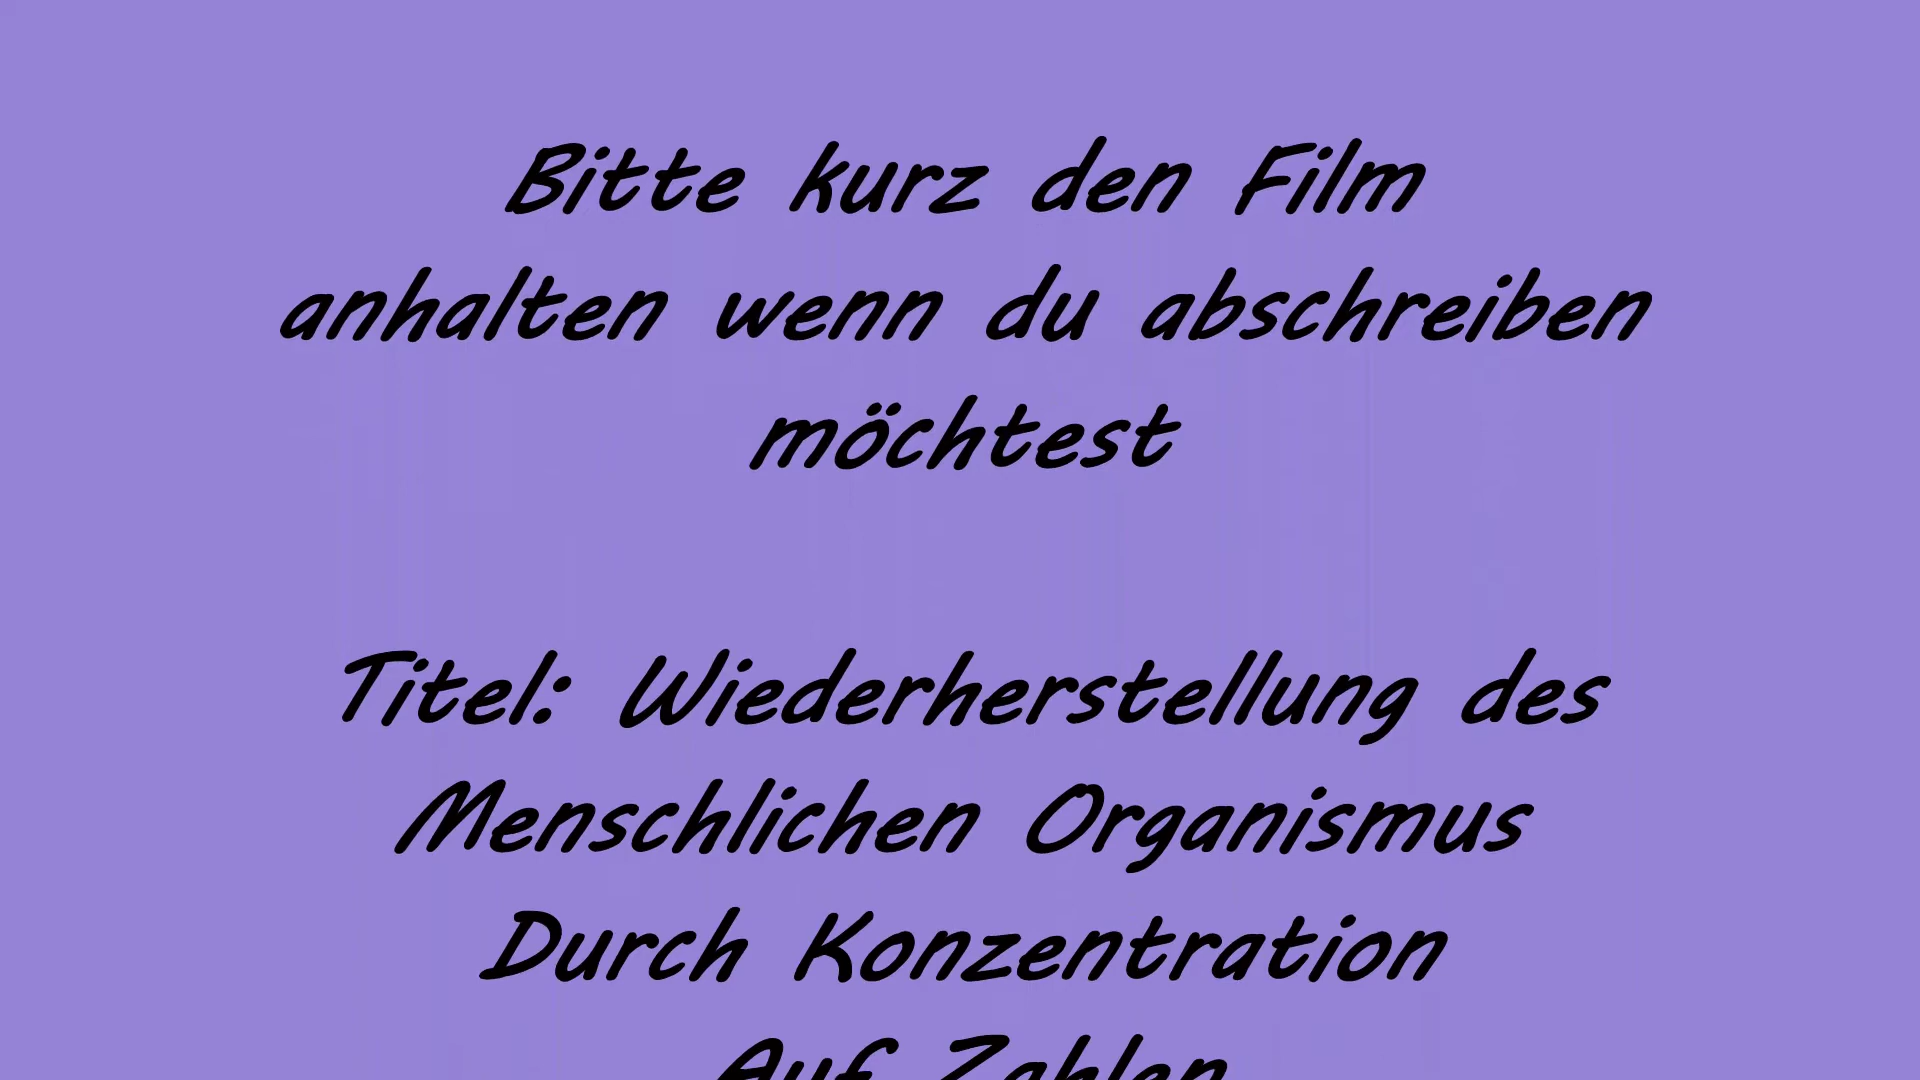 Bitte kurz den Film
anhalten wenn du abschreiben
möchtest
Titel: Wiederherstellung des
Menschlichen Organismus
Durch Konzentration
Auf Zahlen